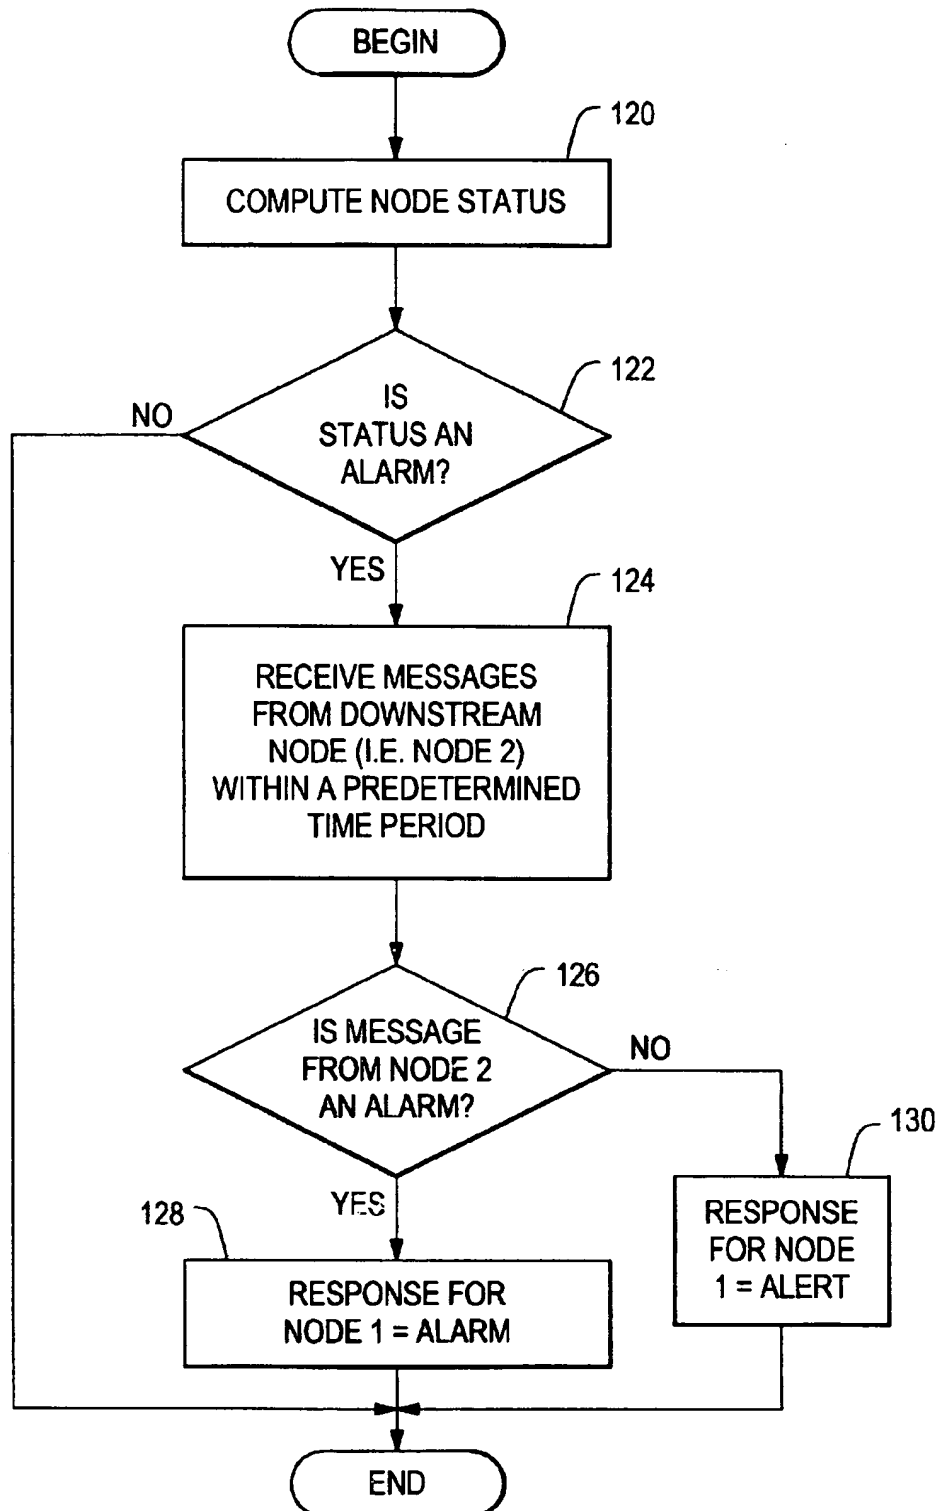 BEGIN
120
COMPUTE NODE STATUS
122
IS
STATUS AN
ALARM?
NO
YES
124
RECEIVE MESSAGES
FROM DOWNSTREAM
NODE (I.E. NODE 2)
WITHIN A PREDETERMINED
TIME PERIOD
126
IS MESSAGE
FROM NODE 2
AN ALARM?
NO
YES
130
RESPONSE
FOR NODE
1 = ALERT
128
RESPONSE FOR
NODE 1 = ALARM
END